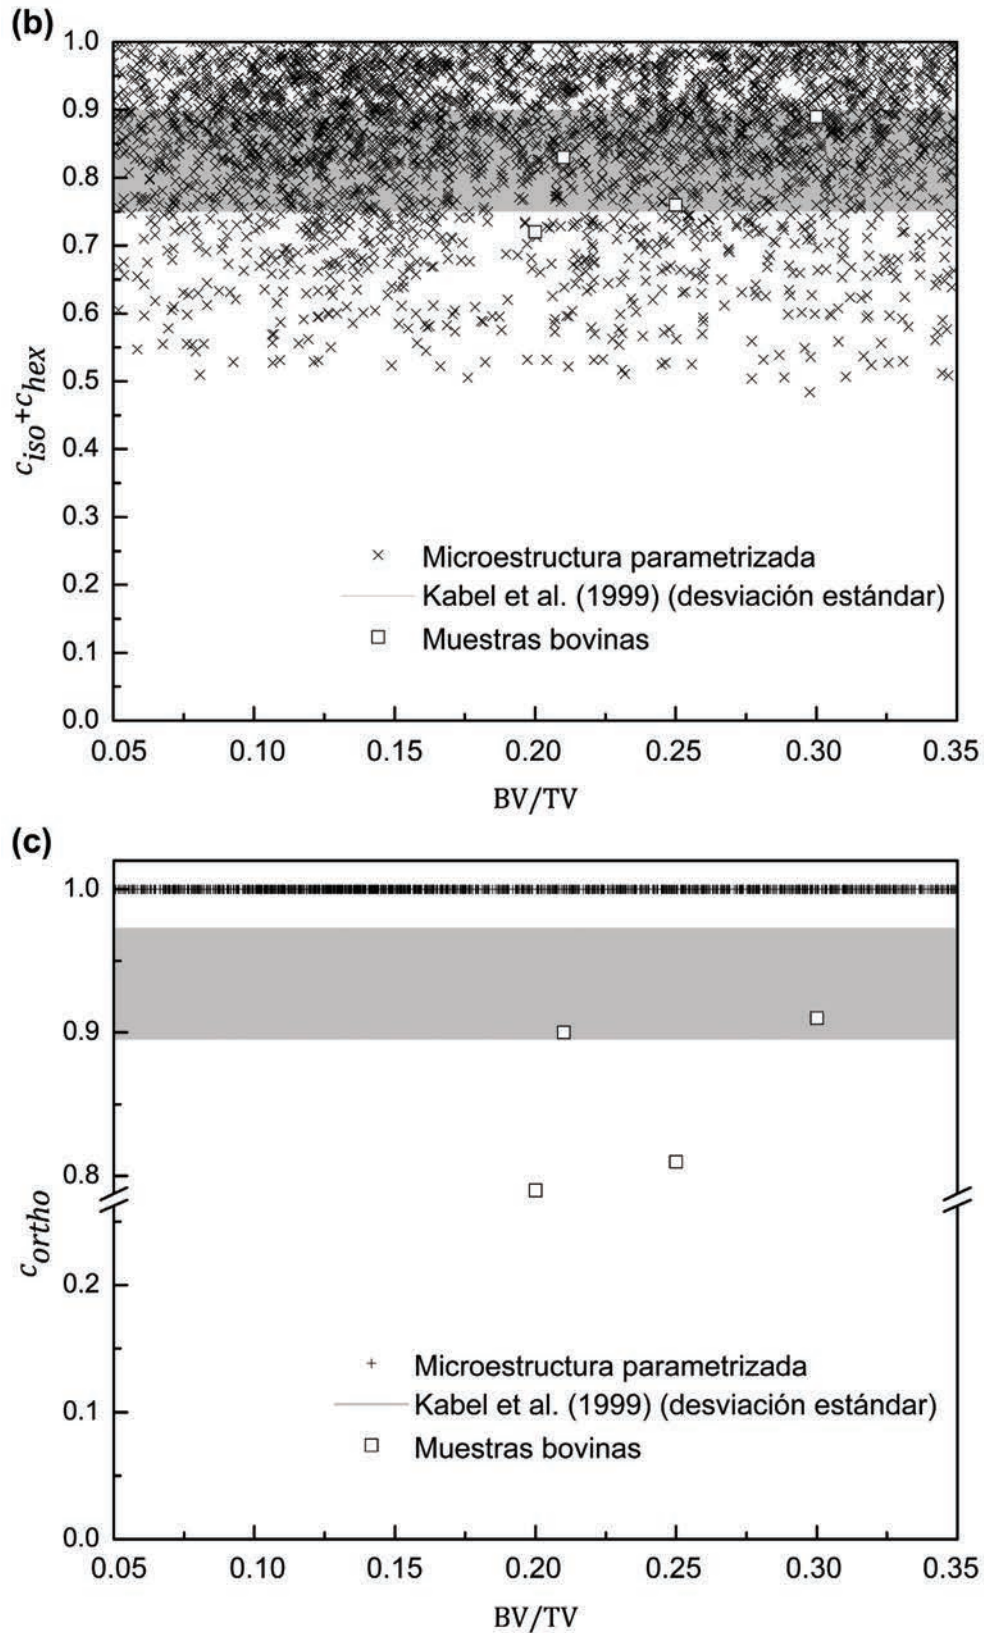 (b)
1.0
0.9
0.8
0.7
0.6
0.5
0.4
0.3
0.2
0.1
0.0
c_iso+c_hex
Microestructura parametrizada
Kabel et al. (1999) (desviación estándar)
Muestras bovinas
0.05 0.10 0.15 0.20 0.25 0.30 0.35
BV/TV
(c)
1.0
0.9
0.8
0.2
0.1
0.0
c_ortho
Microestructura parametrizada
Kabel et al. (1999) (desviación estándar)
Muestras bovinas
0.05 0.10 0.15 0.20 0.25 0.30 0.35
BV/TV